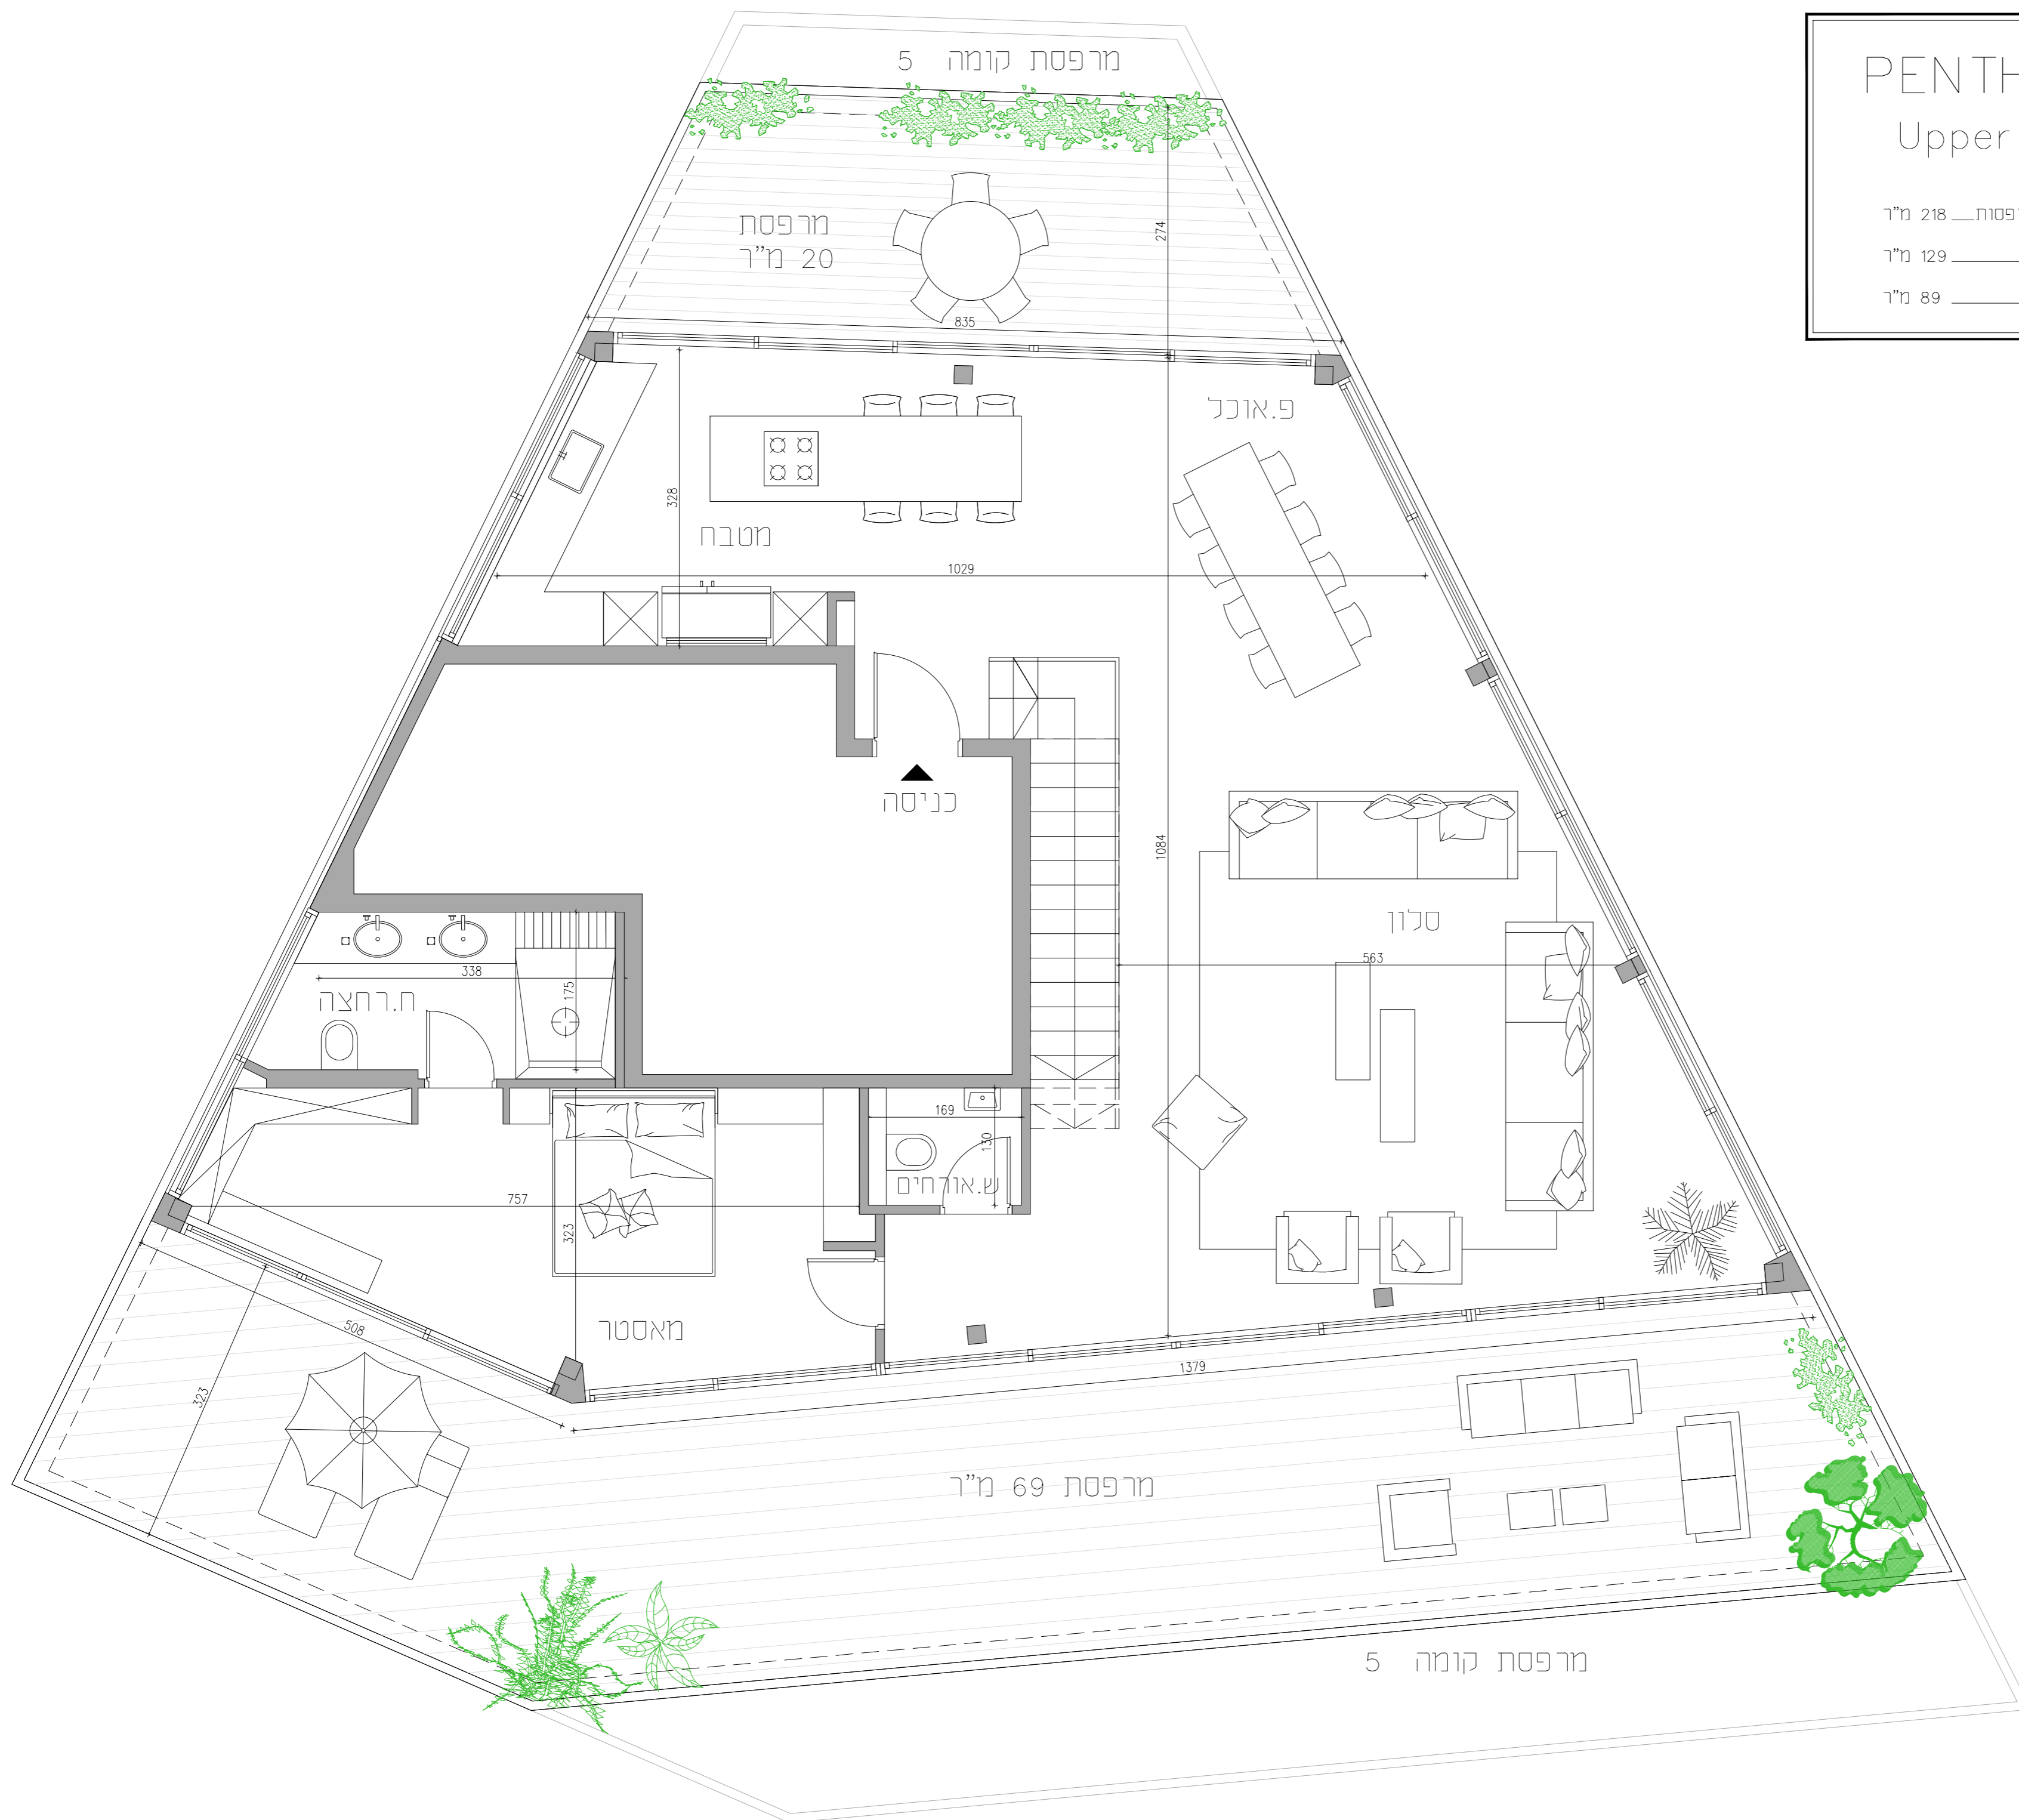 מרפסת קומה 5
PENTH
Upper
רפסות 218 מ"ר
129 מ"ר
89 מ"ר
מרפסת
20 מ"ר
274
835
פ.אוכל
328
מטבח
1029
כניסה
1084
סלון
563
338
175
ח.רחצה
169
130
ש.אורחים
757
323
מאסטר
508
1379
323
מרפסת 69 מ"ר
מרפסת קומה 5